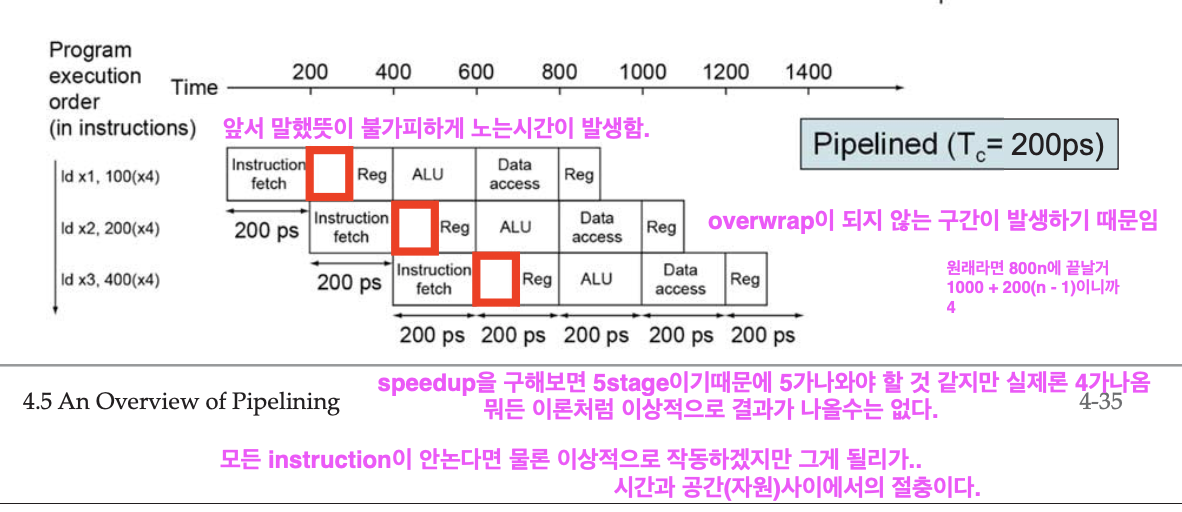 Program
execution
order
(in instructions)
Time
200 400 600 800 1000 1200 1400
앞서 말했뜻이 불가피하게 노는시간이 발생함.
Pipelined (Tc= 200ps)
ld x1, 100(x4)
Instruction fetch Reg ALU Data access Reg
ld x2, 200(x4)
200 ps
Instruction fetch Reg ALU Data access Reg
overwrap이 되지 않는 구간이 발생하기 때문임
ld x3, 400(x4)
200 ps
Instruction fetch Reg ALU Data access Reg
원래라면 800n에 끝날거
1000 + 200(n - 1)이니까
4
200 ps 200 ps 200 ps 200 ps 200 ps
speedup을 구해보면 5stage이기때문에 5가나와야 할 것 같지만 실제론 4가나옴
4.5 An Overview of Pipelining
뭐든 이론처럼 이상적으로 결과가 나올수는 없다.
4-35
모든 instruction이 안논다면 물론 이상적으로 작동하겠지만 그게 될리가..
시간과 공간(자원)사이에서의 절충이다.